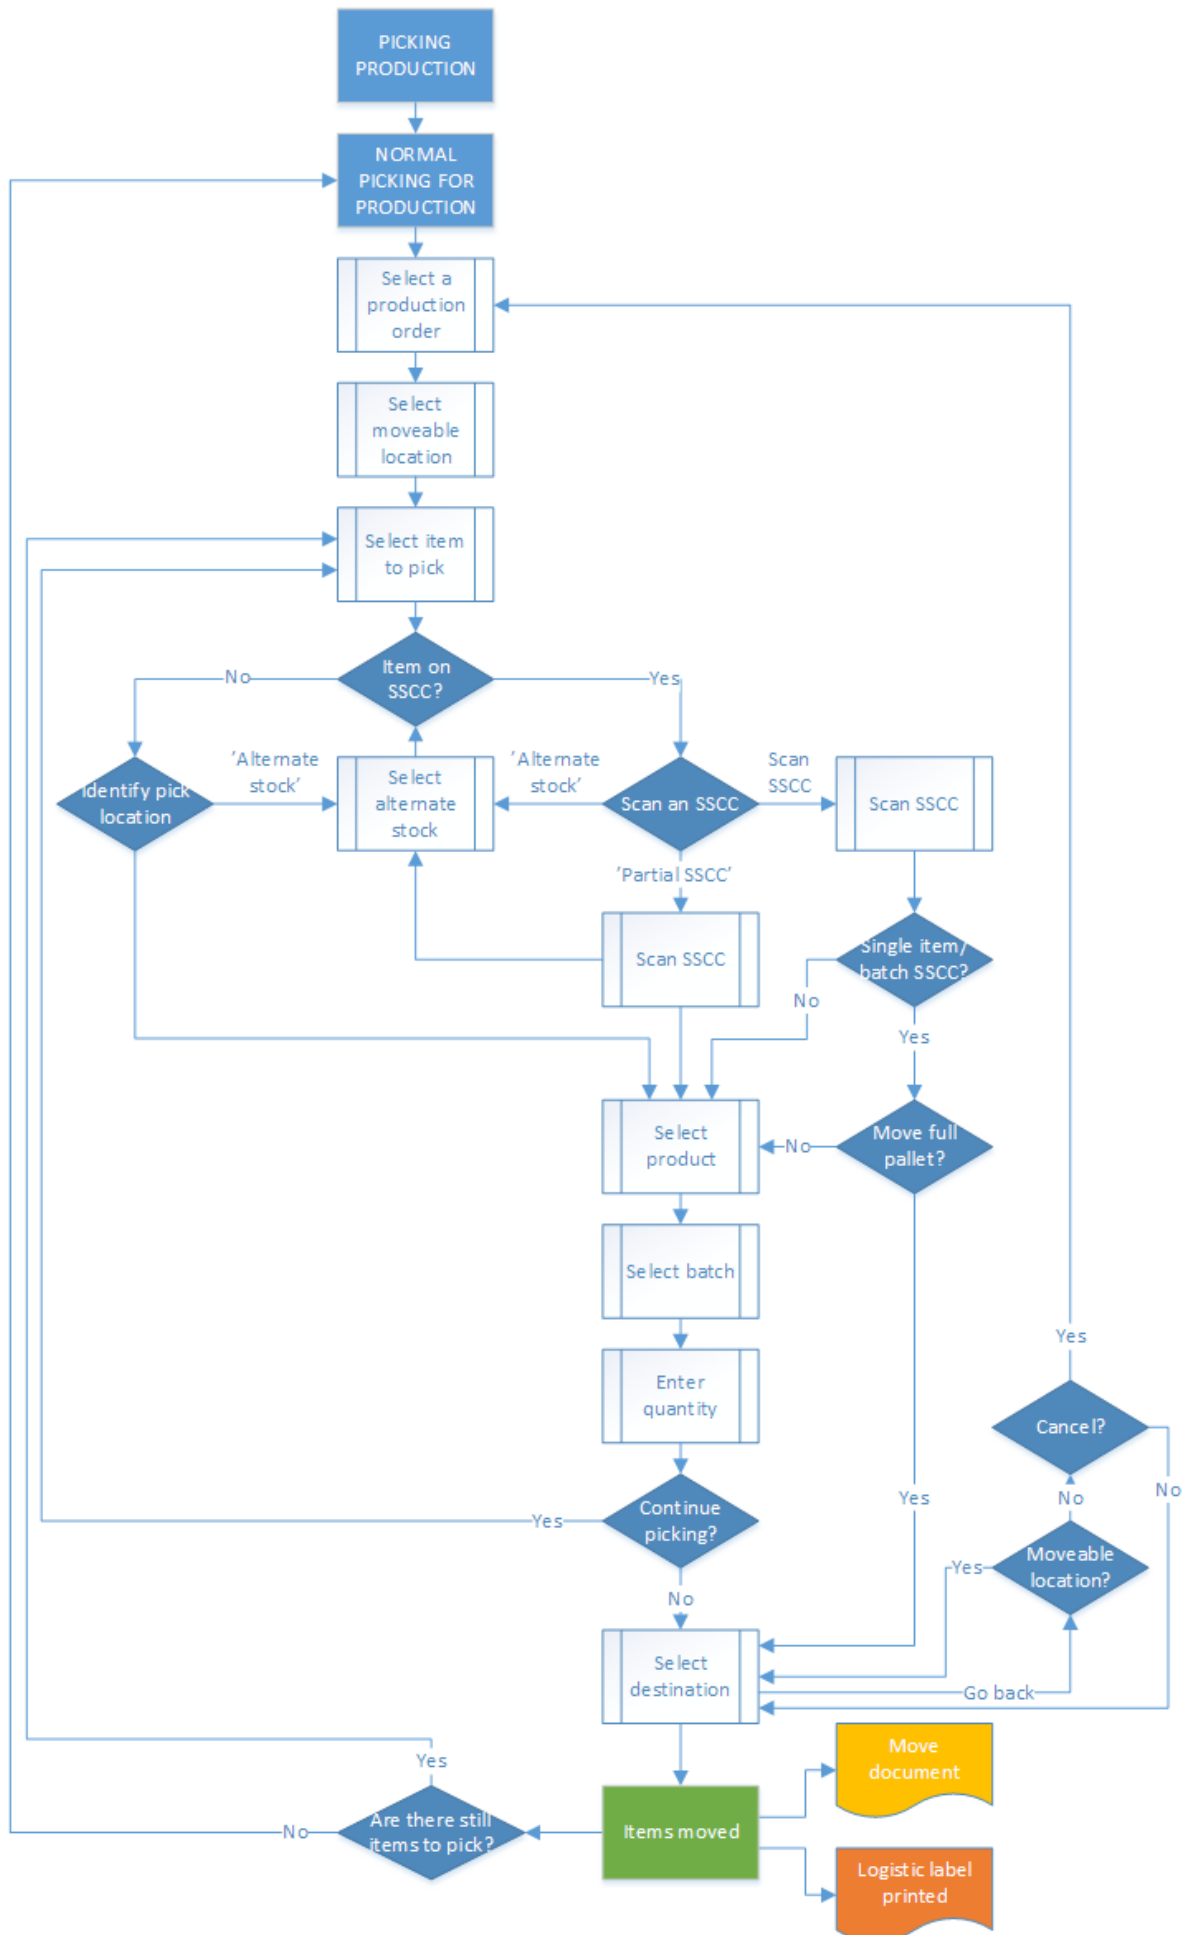 PICKING
PRODUCTION
NORMAL
PICKING FOR
PRODUCTION
Select a
production
order
Select
moveable
location
Select item
to pick
Item on
SSCC?
No
Yes
Identify pick
location
'Alternate
stock'
Select
alternate
stock
'Alternate
stock'
Scan an SSCC
Scan
SSCC
Scan SSCC
'Partial SSCC'
Scan SSCC
Single item/
batch SSCC?
No
Yes
Select
product
No
Move full
pallet?
Select batch
Enter
quantity
Yes
Cancel?
No
Continue
picking?
Yes
Yes
No
Moveable
location?
Yes
No
Select
destination
Go back
Move
document
Yes
Are there still
items to pick?
No
Items moved
Logistic label
printed